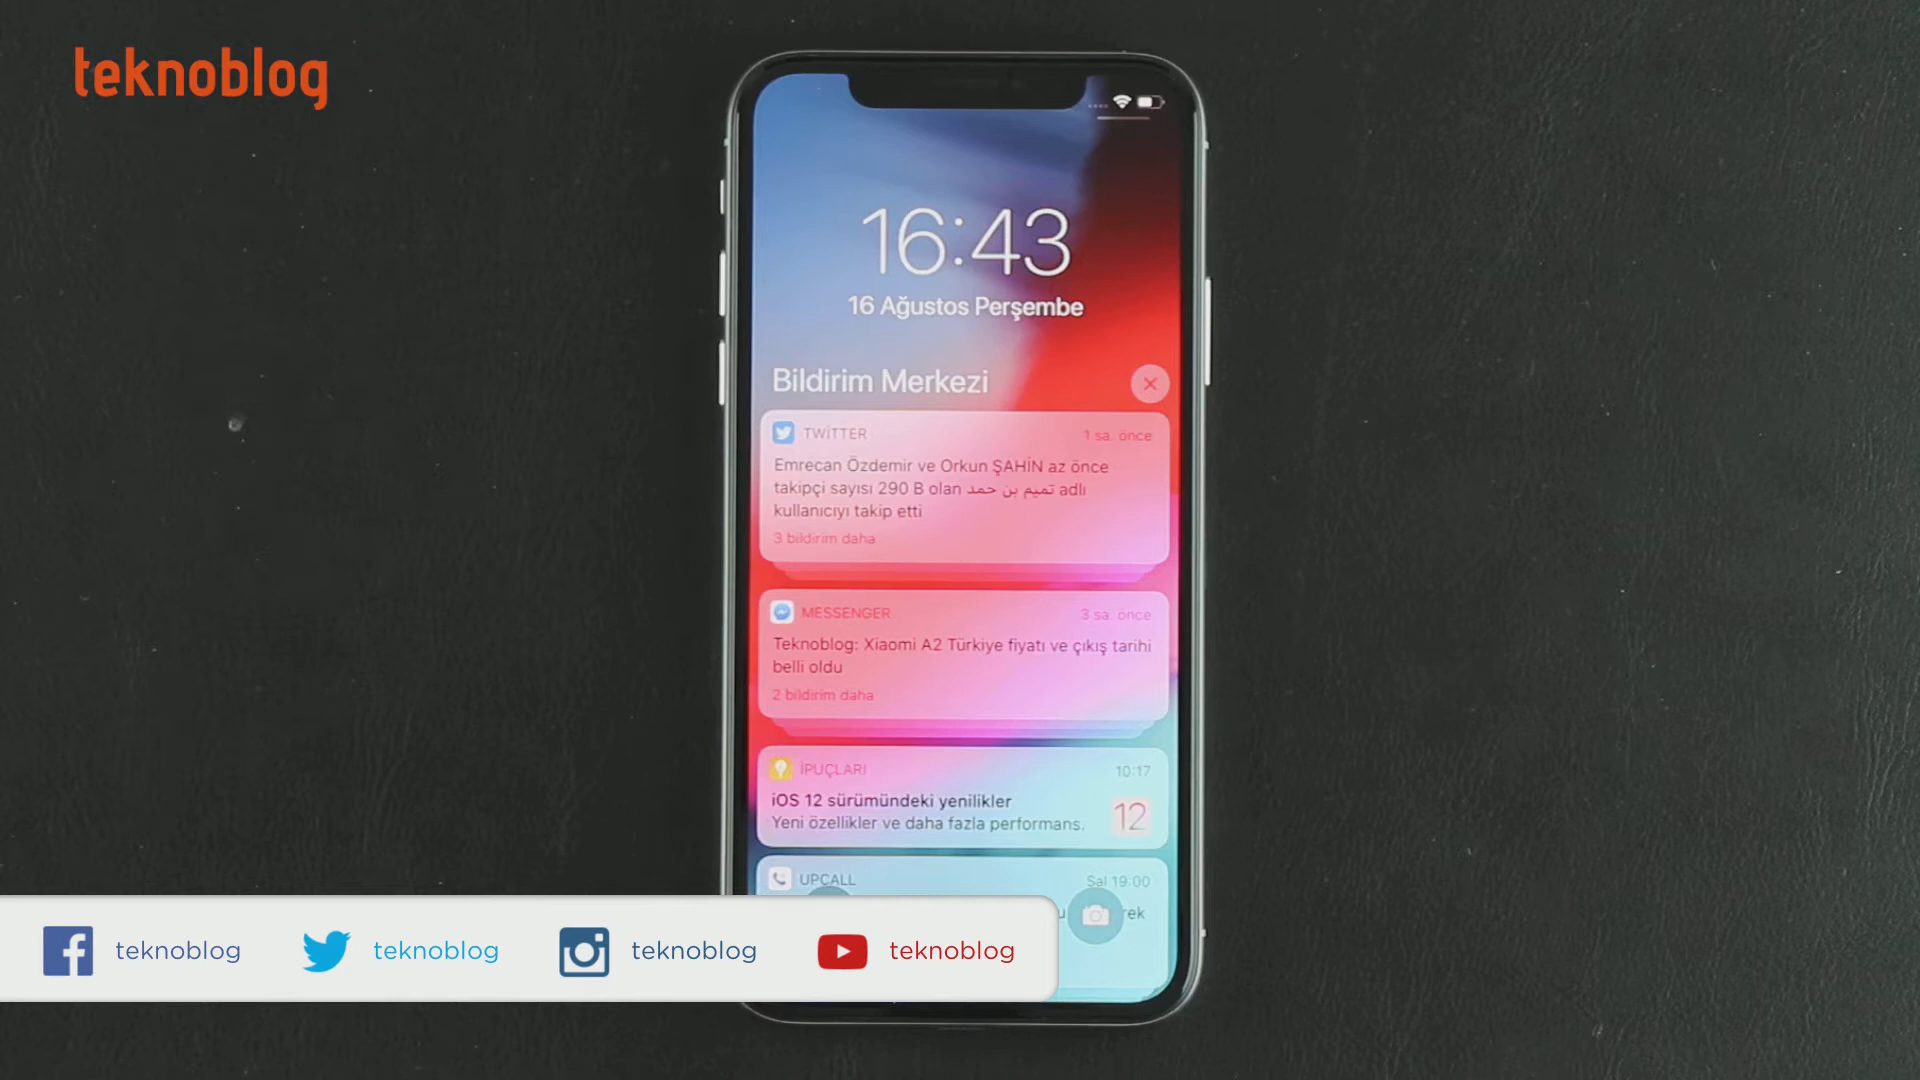 teknoblog
16:43
16 Ağustos Perşembe
Bildirim Merkezi
TWİTTER
1 sa. önce
Emrecan Özdemir ve Orkun ŞAHİN az önce
takipçi sayısı 290 B olan تميم بن حمد adlı
kullanıcıyı takip etti
3 bildirim daha
MESSENGER
3 sa. önce
Teknoblog: Xiaomi A2 Türkiye fiyatı ve çıkış tarihi
belli oldu
2 bildirim daha
İPUÇLARI
10:17
iOS 12 sürümündeki yenilikler
Yeni özellikler ve daha fazla performans.
12
UPCALL
Sal 19:00
teknoblog
teknoblog
teknoblog
teknoblog